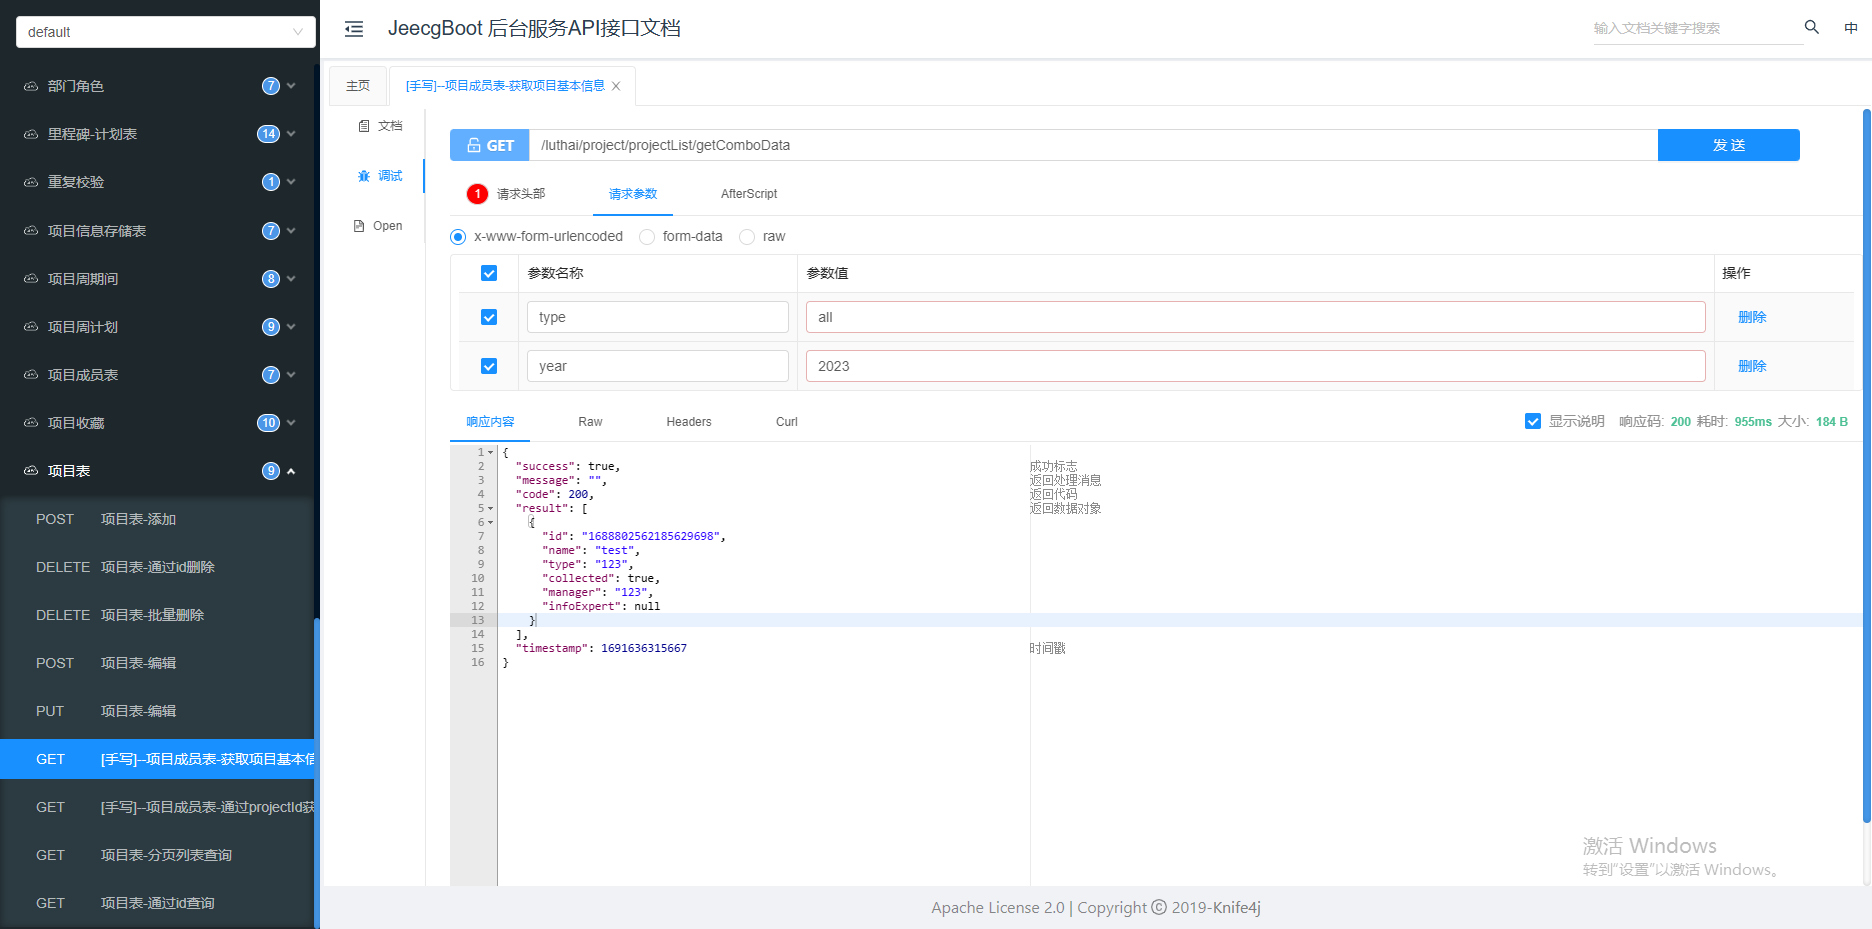 default
部门角色 7
里程碑-计划表 14
重复校验 1
项目信息存储表 7
项目周期间 8
项目周计划 9
项目成员表 7
项目收藏 10
项目表 9
POST 项目表-添加
DELETE 项目表-通过id删除
DELETE 项目表-批量删除
POST 项目表-编辑
PUT 项目表-编辑
GET [手写]--项目成员表-获取项目基本信
GET [手写]--项目成员表-通过projectId获
GET 项目表-分页列表查询
GET 项目表-通过id查询
JeecgBoot 后台服务API接口文档
输入文档关键字搜索
中
主页
[手写]--项目成员表-获取项目基本信息
文档
调试
Open
GET /luthai/project/projectList/getComboData 发 送
1 请求头部 请求参数 AfterScript
x-www-form-urlencoded form-data raw
参数名称 参数值 操作
type all 删除
year 2023 删除
响应内容 Raw Headers Curl 显示说明 响应码: 200 耗时: 955ms 大小: 184 B
1 {
2 "success": true, 成功标志
3 "message": "", 返回处理消息
4 "code": 200, 返回代码
5 "result": [ 返回数据对象
6 {
7 "id": "1688802562185629698",
8 "name": "test",
9 "type": "123",
10 "collected": true,
11 "manager": "123",
12 "infoExpert": null
13 }
14 ],
15 "timestamp": 1691636315667 时间戳
16 }
激活 Windows
转到“设置”以激活 Windows。
Apache License 2.0 | Copyright © 2019-Knife4j